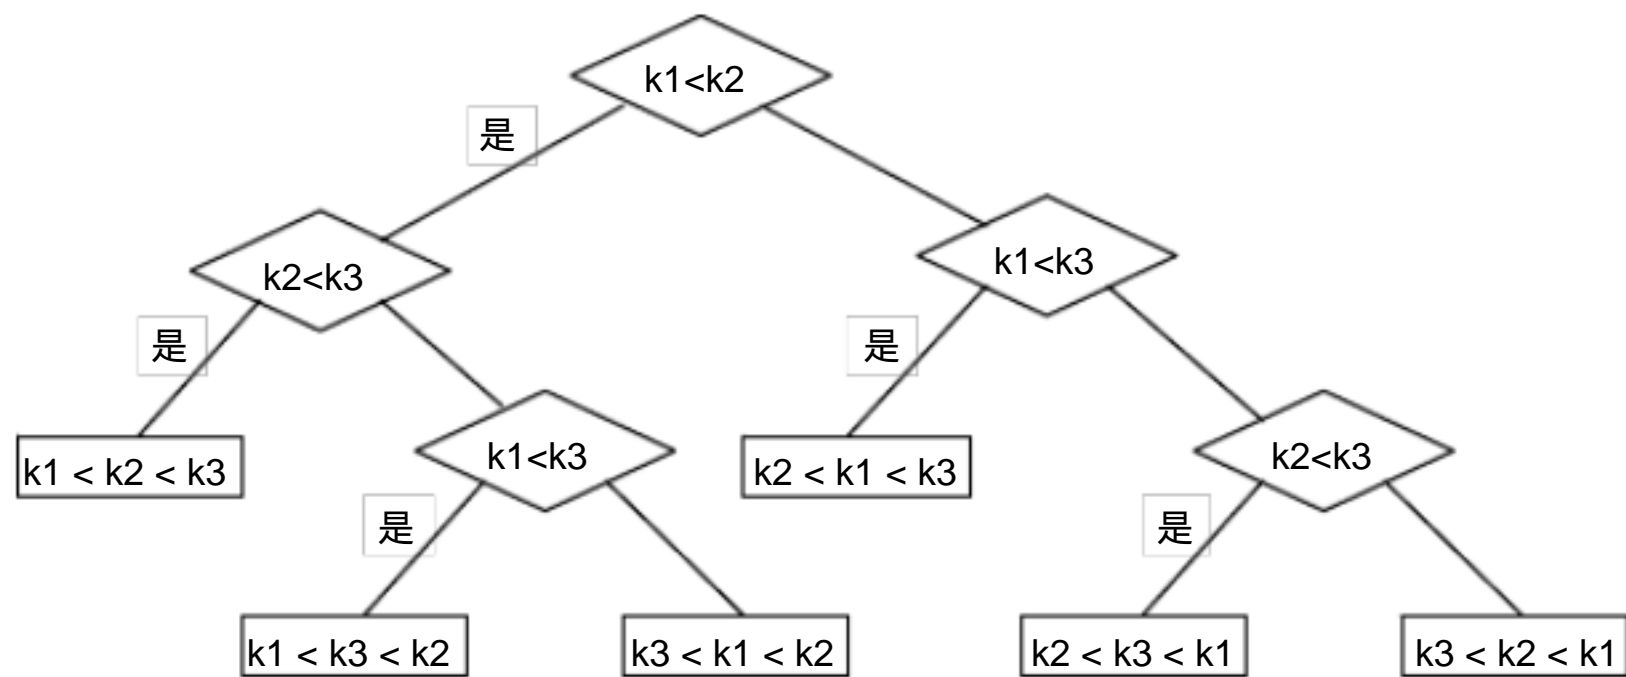 k1<k2
是
k2<k3
k1<k3
是
是
k1 < k2 < k3
k1<k3
k2 < k1 < k3
k2<k3
是
是
k1 < k3 < k2
k3 < k1 < k2
k2 < k3 < k1
k3 < k2 < k1